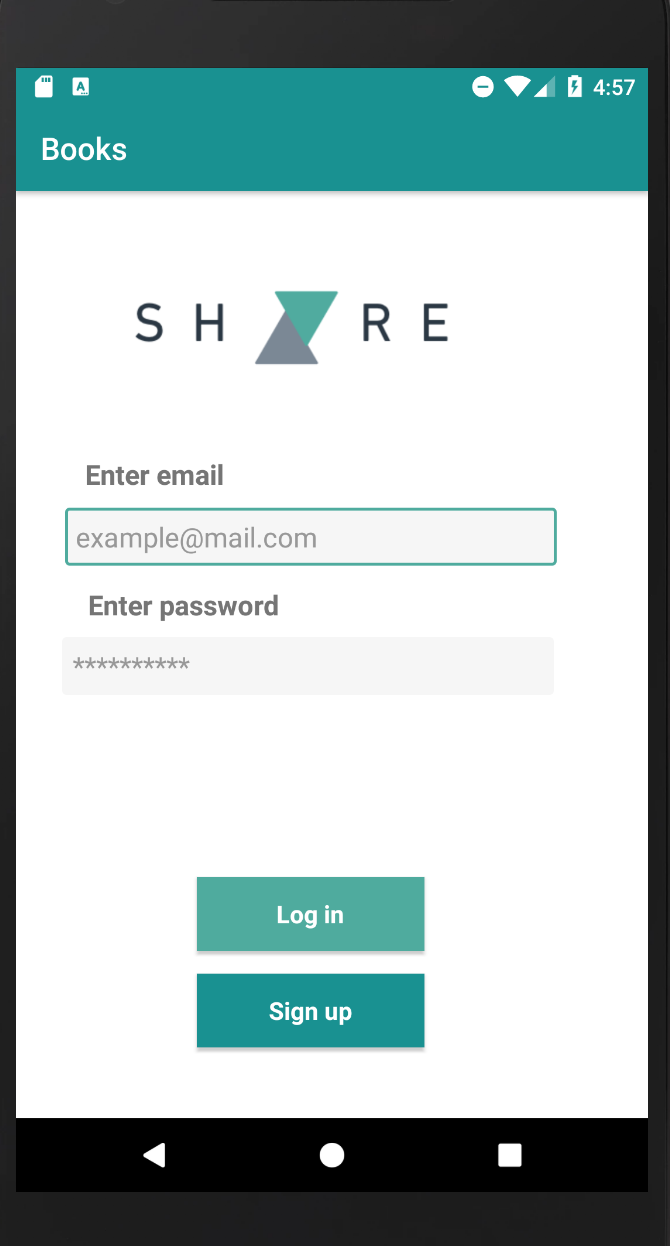 4:57
Books
SH RE
Enter email
example@mail.com
Enter password
**********
Log in
Sign up